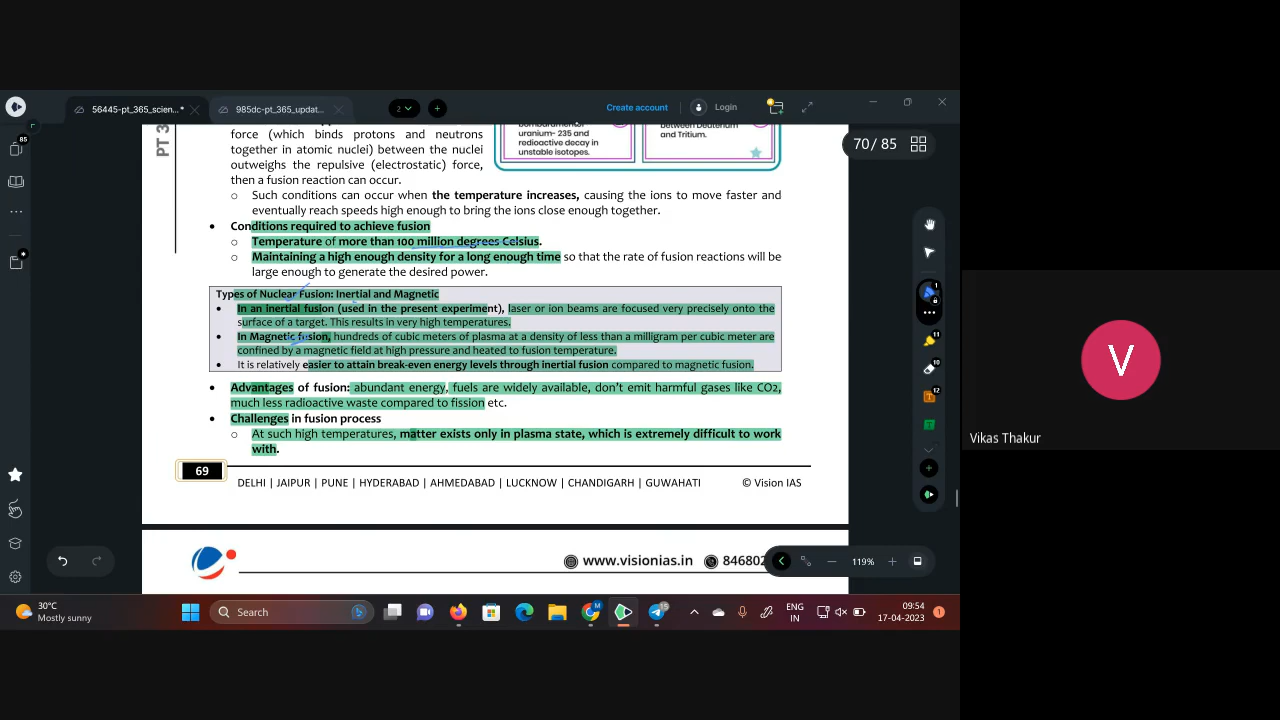 56445-pt_365_scien...*
985dc-pt_365_updat...
2
Create account
Login
85
70 / 85
PT 3
force (which binds protons and neutrons
together in atomic nuclei) between the nuclei
outweighs the repulsive (electrostatic) force,
then a fusion reaction can occur.
uranium- 235 and
radioactive decay in
unstable isotopes.
between Deuterium
and Tritium.
o Such conditions can occur when the temperature increases, causing the ions to move faster and
eventually reach speeds high enough to bring the ions close enough together.
• Conditions required to achieve fusion
o Temperature of more than 100 million degrees Celsius.
o Maintaining a high enough density for a long enough time so that the rate of fusion reactions will be
large enough to generate the desired power.
Types of Nuclear Fusion: Inertial and Magnetic
• In an inertial fusion (used in the present experiment), laser or ion beams are focused very precisely onto the
surface of a target. This results in very high temperatures.
• In Magnetic fusion, hundreds of cubic meters of plasma at a density of less than a milligram per cubic meter are
confined by a magnetic field at high pressure and heated to fusion temperature.
• It is relatively easier to attain break-even energy levels through inertial fusion compared to magnetic fusion.
• Advantages of fusion: abundant energy, fuels are widely available, don't emit harmful gases like CO2,
much less radioactive waste compared to fission etc.
• Challenges in fusion process
o At such high temperatures, matter exists only in plasma state, which is extremely difficult to work
with.
69
DELHI | JAIPUR | PUNE | HYDERABAD | AHMEDABAD | LUCKNOW | CHANDIGARH | GUWAHATI
© Vision IAS
www.visionias.in
846802
119%
1
11
10
12
V
Vikas Thakur
30°C
Mostly sunny
Search
M
15
ENG
IN
09:54
17-04-2023
1